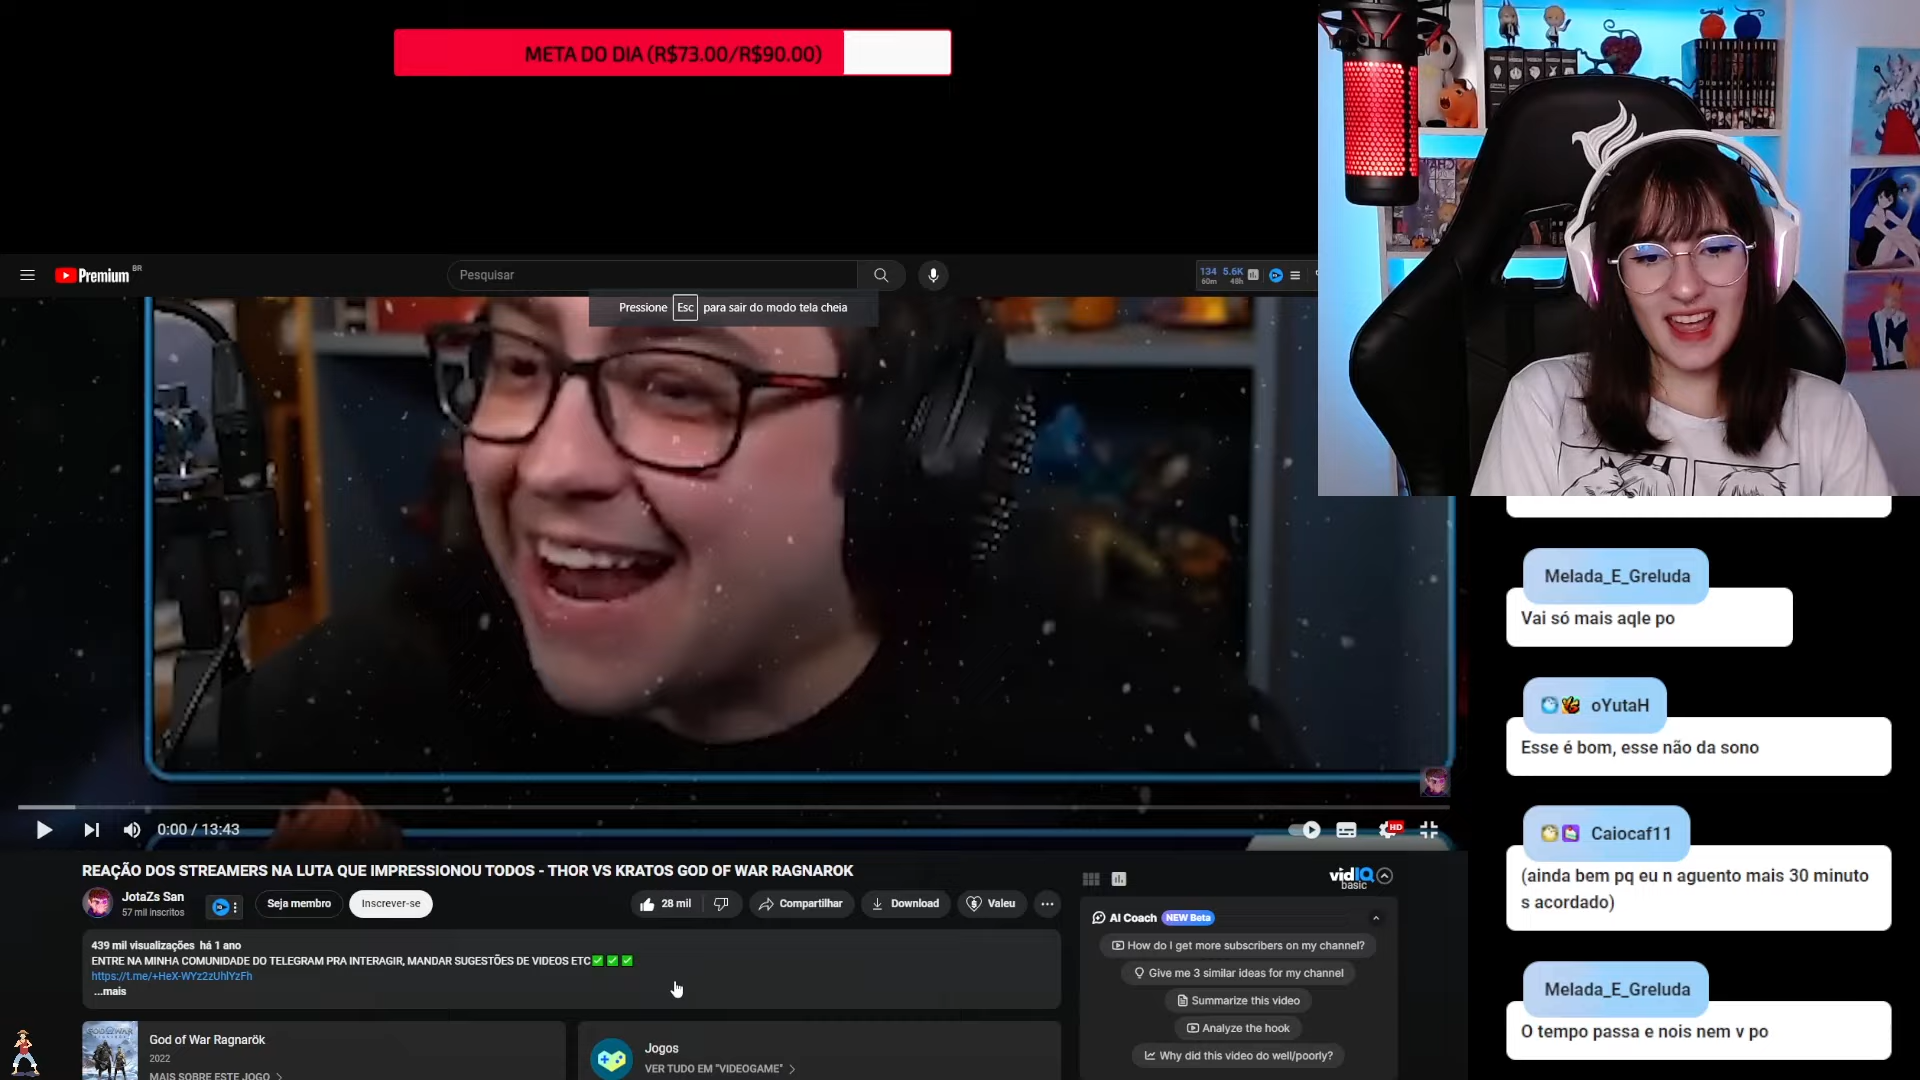 META DO DIA (R$73.00/R$90.00)
Premium BR
Pesquisar
134 5.6K
60m 48h
Pressione Esc para sair do modo tela cheia
Melada_E_Greluda
Vai só mais aqle po
oYutaH
Esse é bom, esse não da sono
Caiocaf11
(ainda bem pq eu n aguento mais 30 minuto
s acordado)
Melada_E_Greluda
O tempo passa e nois nem v po
0:00 / 13:43
HD
REAÇÃO DOS STREAMERS NA LUTA QUE IMPRESSIONOU TODOS - THOR VS KRATOS GOD OF WAR RAGNAROK
JotaZs San
57 mil inscritos
Seja membro
Inscrever-se
28 mil
Compartilhar
Download
Valeu
439 mil visualizações há 1 ano
ENTRE NA MINHA COMUNIDADE DO TELEGRAM PRA INTERAGIR, MANDAR SUGESTÕES DE VIDEOS ETC✅ ✅ ✅
https://t.me/+HeX-WYz2zUhlYzFh
...mais
God of War Ragnarök
2022
MAIS SOBRE ESTE JOGO
Jogos
VER TUDO EM "VIDEOGAME"
vidIQ
basic
AI Coach NEW Beta
How do I get more subscribers on my channel?
Give me 3 similar ideas for my channel
Summarize this video
Analyze the hook
Why did this video do well/poorly?